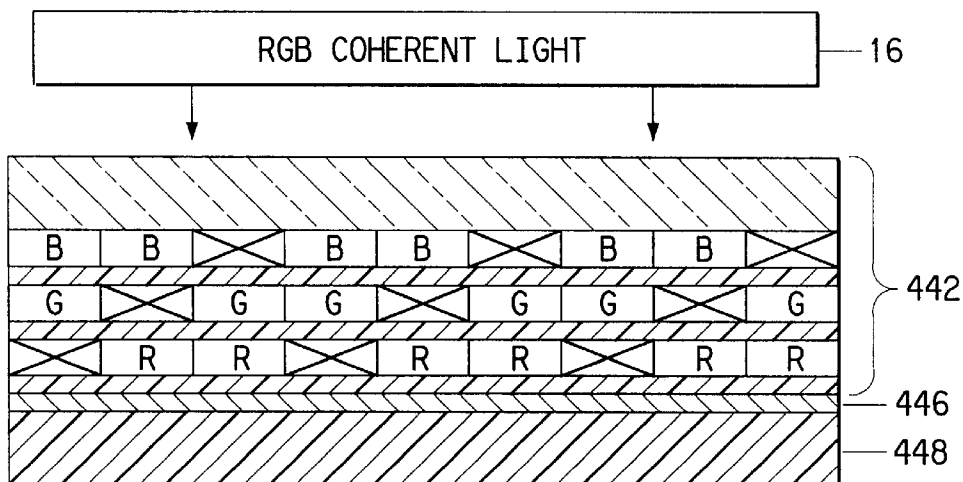 RGB COHERENT LIGHT 16
B B B B B B
G G G G G G
442
R R R R R R
446
448